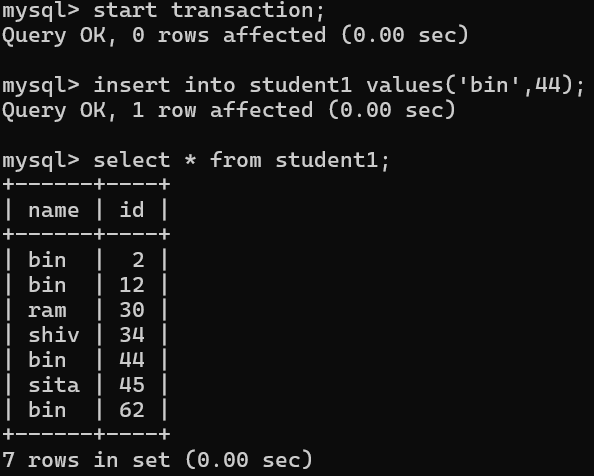 mysql> start transaction;
Query OK, 0 rows affected (0.00 sec)

mysql> insert into student1 values('bin',44);
Query OK, 1 row affected (0.00 sec)

mysql> select * from student1;
+------+----+
| name | id |
+------+----+
| bin  |  2 |
| bin  | 12 |
| ram  | 30 |
| shiv | 34 |
| bin  | 44 |
| sita | 45 |
| bin  | 62 |
+------+----+
7 rows in set (0.00 sec)